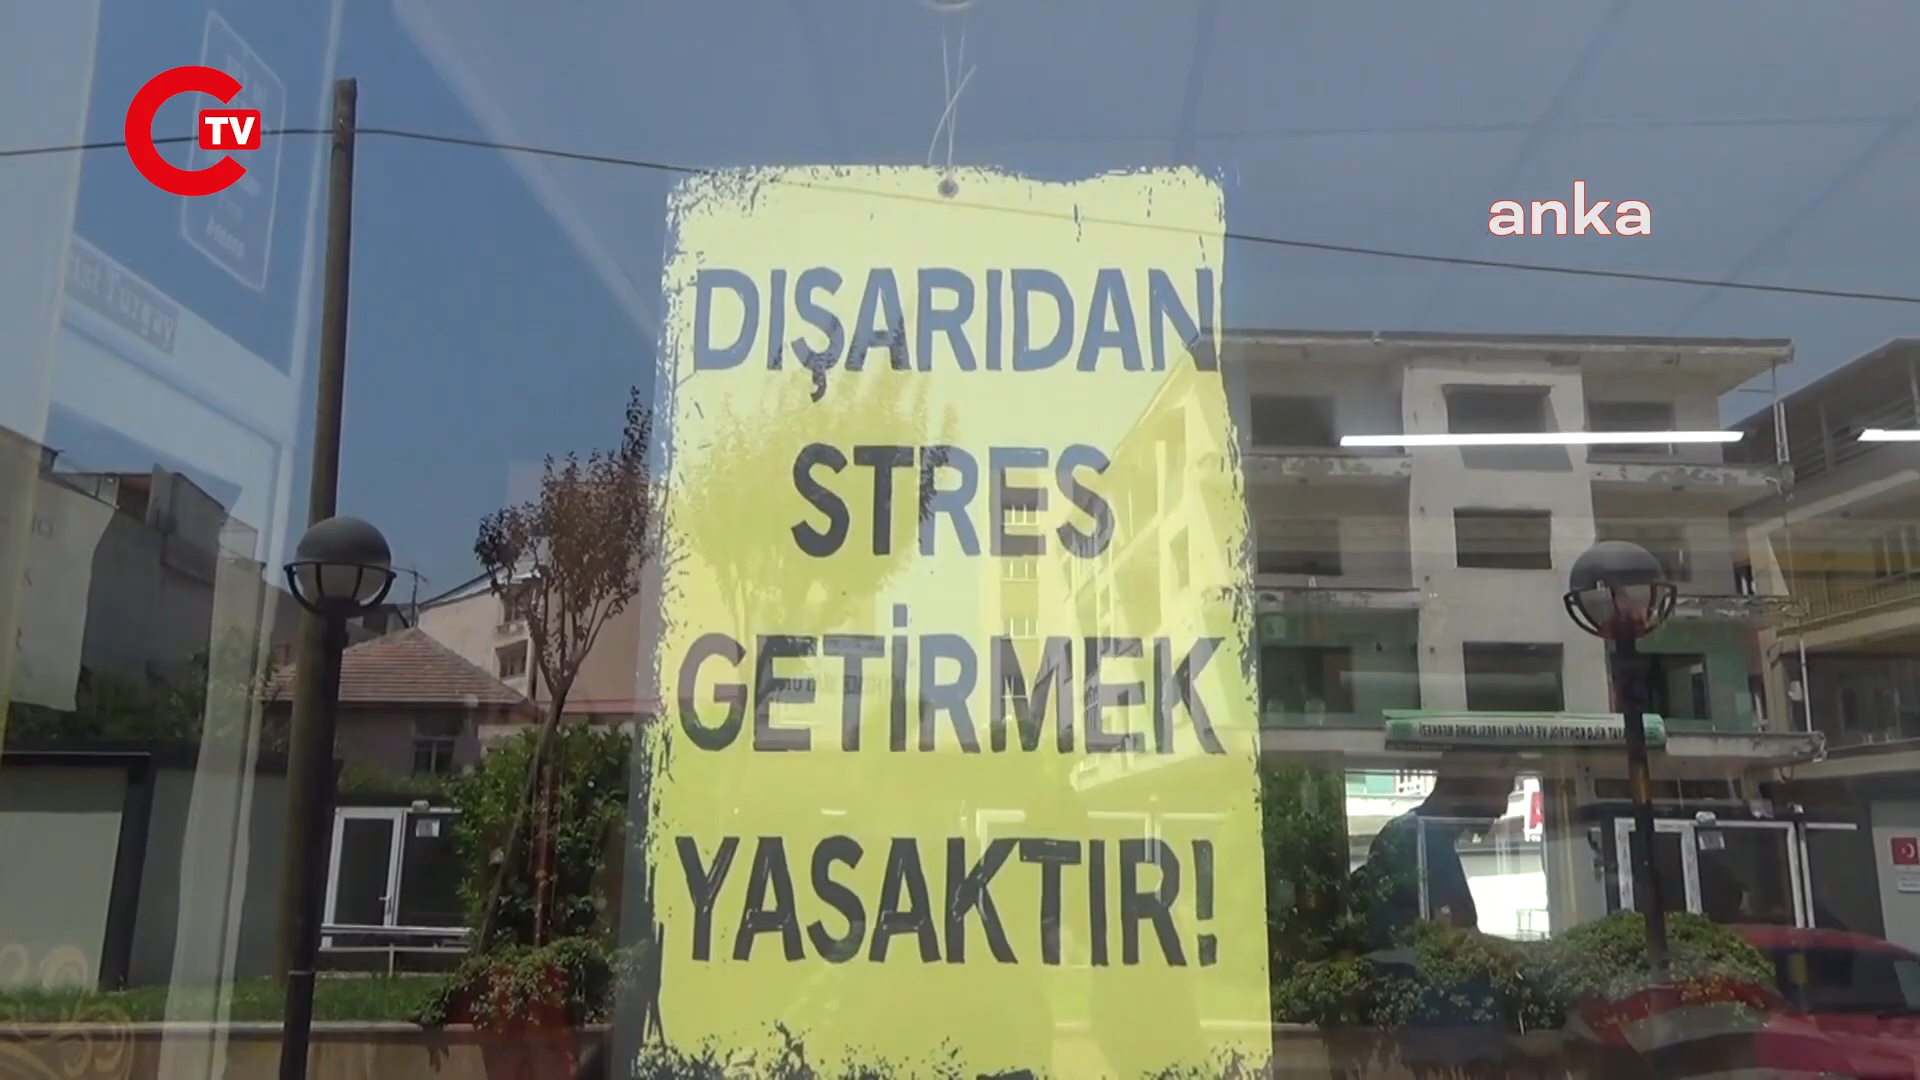 TV
anka
DIŞARIDAN
STRES
GETİRMEK
YASAKTIR!